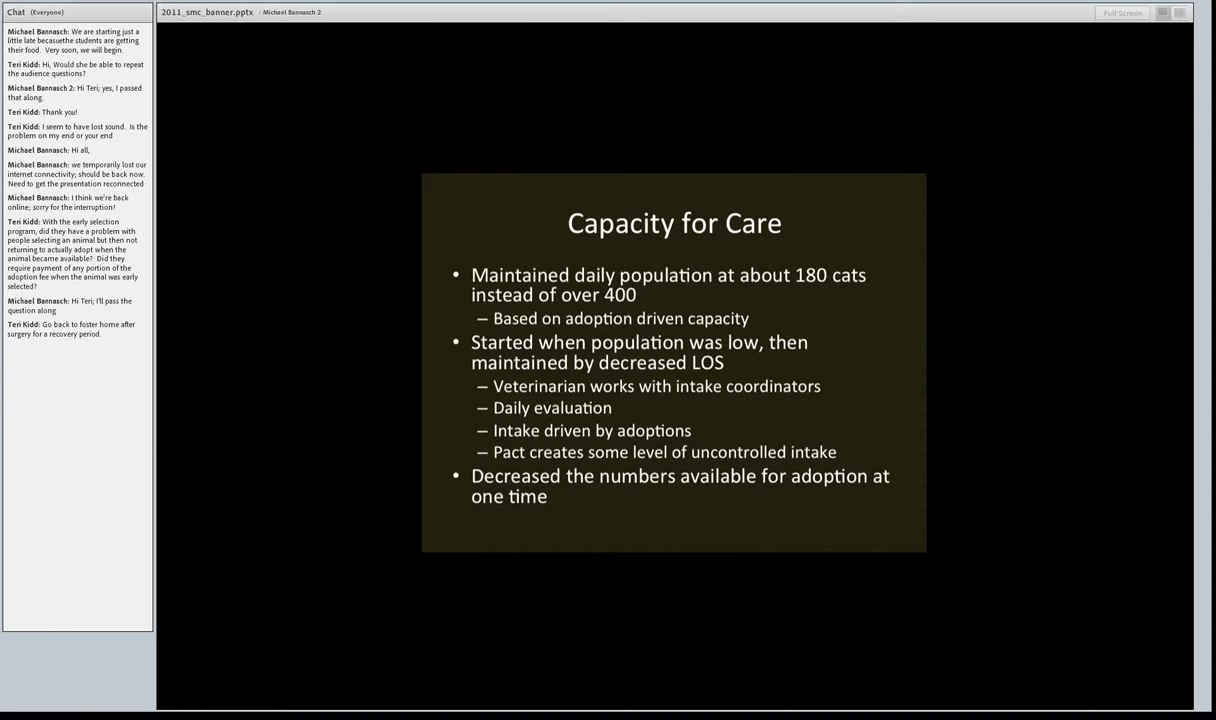 Chat (Everyone)
Michael Bannasch: We are starting just a
little late becasuethe students are getting
their food. Very soon, we will begin.
Teri Kidd: Hi, Would she be able to repeat
the audience questions?
Michael Bannasch 2: Hi Teri; yes, I passed
that along.
Teri Kidd: Thank you!
Teri Kidd: I seem to have lost sound. Is the
problem on my end or your end
Michael Bannasch: Hi all,
Michael Bannasch: we temporarily lost our
internet connectivity; should be back now.
Need to get the presentation reconnected
Michael Bannasch: I think we're back
online; sorry for the interruption!
Teri Kidd: With the early selection
program, did they have a problem with
people selecting an animal but then not
returning to actually adopt when the
animal became available? Did they
require payment of any portion of the
adoption fee when the animal was early
selected?
Michael Bannasch: Hi Teri; I'll pass the
question along
Teri Kidd: Go back to foster home after
surgery for a recovery period.
2011_smc_banner.pptx - Michael Bannasch 2
Full Screen
Capacity for Care
• Maintained daily population at about 180 cats
instead of over 400
– Based on adoption driven capacity
• Started when population was low, then
maintained by decreased LOS
– Veterinarian works with intake coordinators
– Daily evaluation
– Intake driven by adoptions
– Pact creates some level of uncontrolled intake
• Decreased the numbers available for adoption at
one time